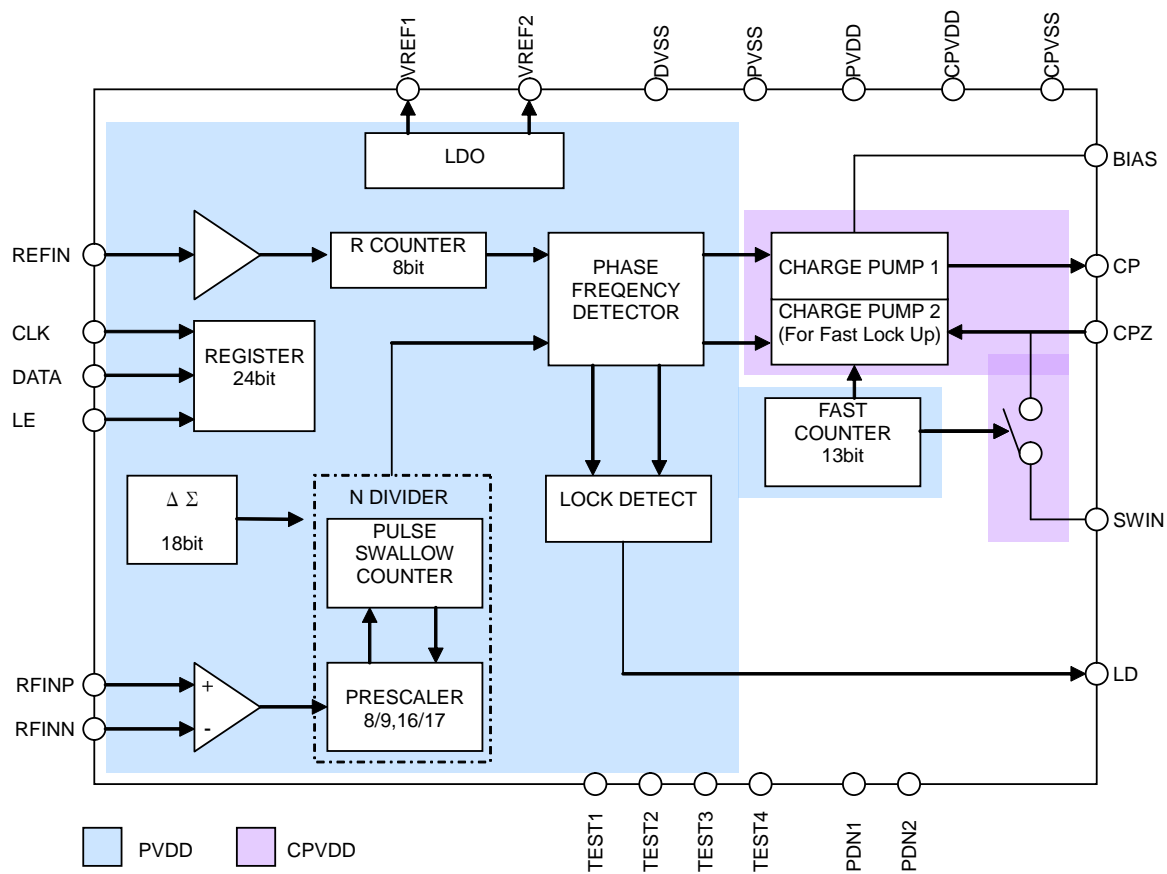 VREF1
VREF2
DVSS
PVSS
PVDD
CPVDD
CPVSS
LDO
BIAS
REFIN
R COUNTER
8bit
PHASE
FREQENCY
DETECTOR
CHARGE PUMP 1
CP
CHARGE PUMP 2
(For Fast Lock Up)
CPZ
CLK
DATA
LE
REGISTER
24bit
FAST
COUNTER
13bit
Δ Σ
18bit
N DIVIDER
PULSE
SWALLOW
COUNTER
LOCK DETECT
SWIN
RFINP
RFINN
+
-
PRESCALER
8/9,16/17
LD
TEST1
TEST2
TEST3
TEST4
PDN1
PDN2
PVDD
CPVDD